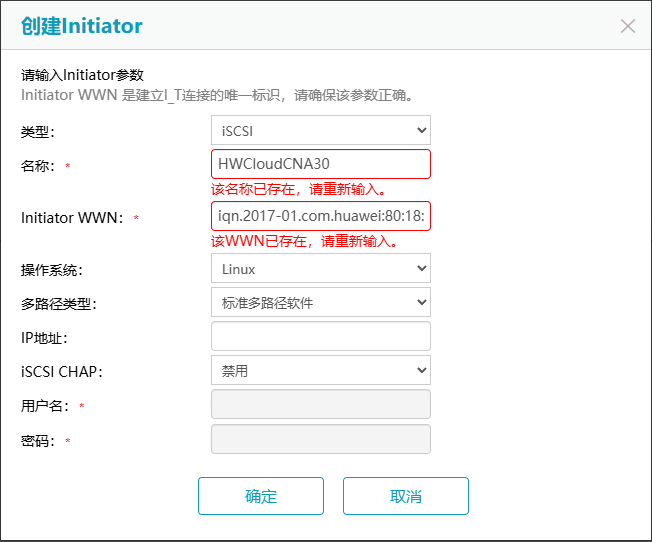 创建Initiator
请输入Initiator参数
Initiator WWN 是建立I_T连接的唯一标识，请确保该参数正确。
类型： iSCSI
名称： * HWCloudCNA30
该名称已存在，请重新输入。
Initiator WWN： * iqn.2017-01.com.huawei:80:18:
该WWN已存在，请重新输入。
操作系统： Linux
多路径类型： 标准多路径软件
IP地址：
iSCSI CHAP： 禁用
用户名： *
密码： *
确定 取消